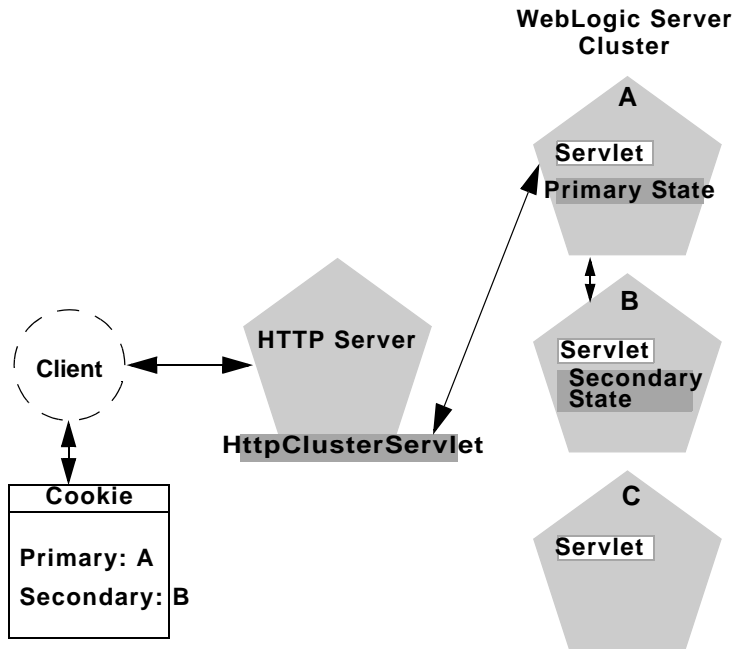 WebLogic Server
Cluster
A
Servlet
Primary State
B
Servlet
Secondary
State
C
Servlet
HTTP Server
HttpClusterServlet
Client
Cookie
Primary: A
Secondary: B